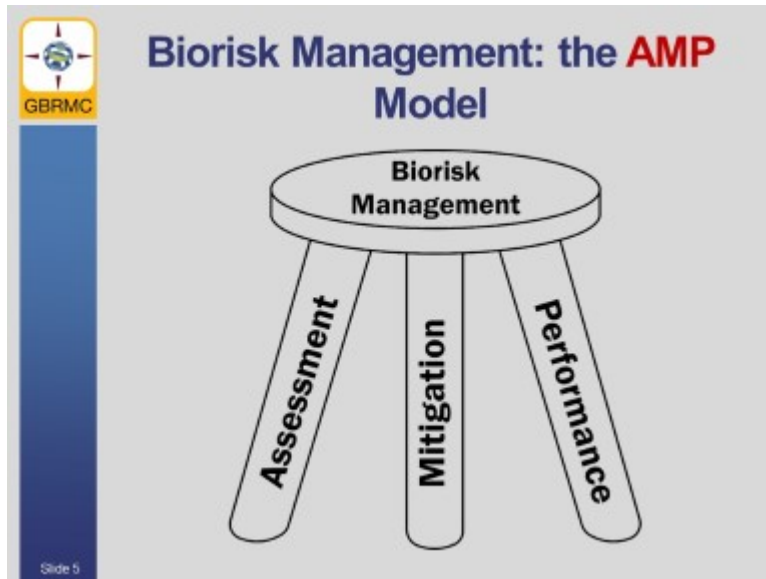 GBRMC
Biorisk Management: the AMP
Model
Biorisk
Management
Assessment
Mitigation
Performance
Slide 5